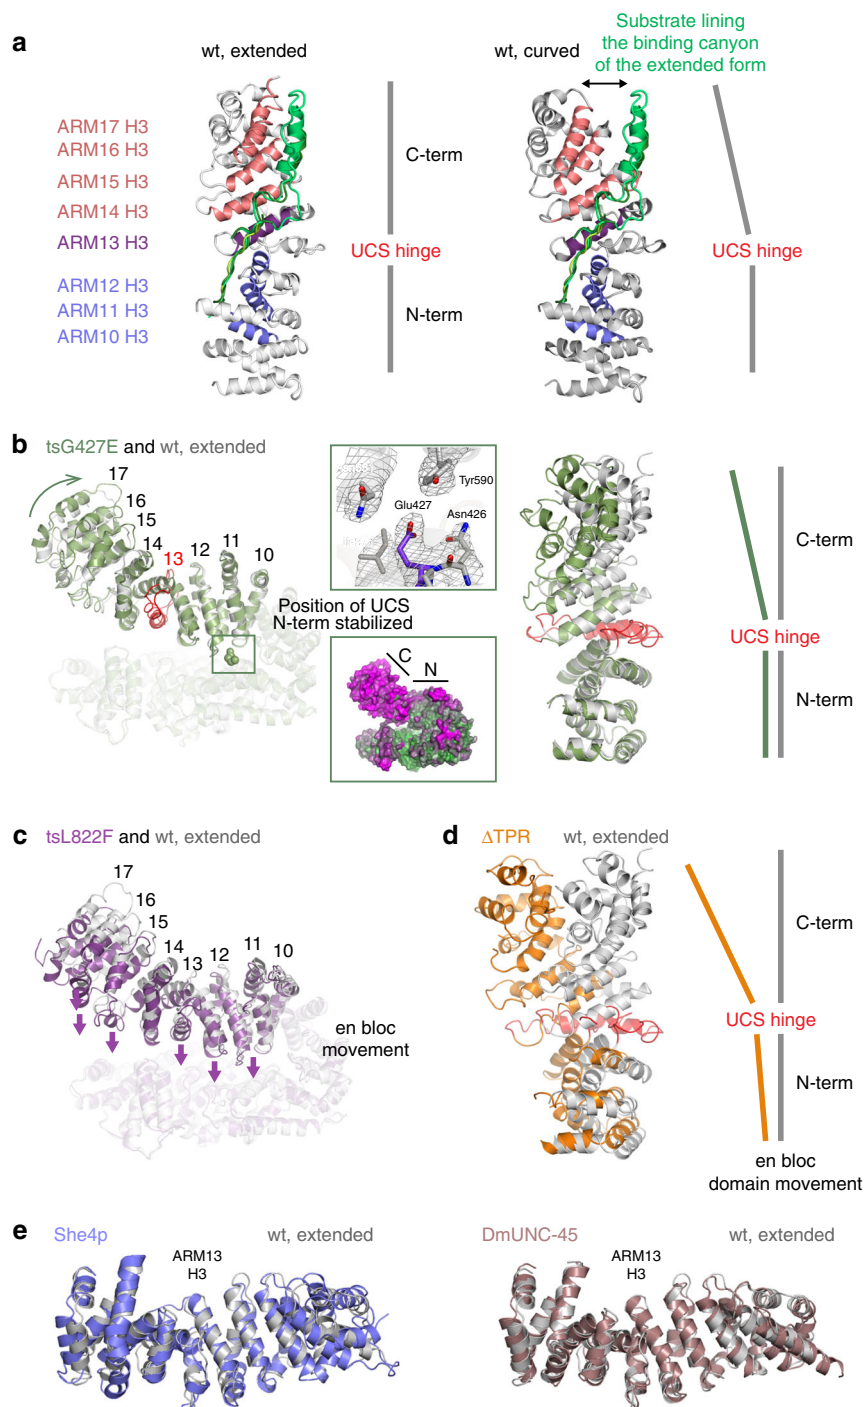 a
wt, extended
wt, curved
Substrate lining
the binding canyon
of the extended form
ARM17 H3
ARM16 H3
ARM15 H3
ARM14 H3
ARM13 H3
ARM12 H3
ARM11 H3
ARM10 H3
C-term
UCS hinge
N-term
UCS hinge
b
tsG427E and wt, extended
17
16
15
14
13
12
11
10
Tyr590
Glu427
Asn426
Position of UCS
N-term stabilized
C
N
C-term
UCS hinge
N-term
c
tsL822F and wt, extended
17
16
15
14
13
12
11
10
en bloc
movement
d
ΔTPR
wt, extended
C-term
UCS hinge
N-term
en bloc
domain movement
e
She4p
wt, extended
ARM13
H3
DmUNC-45
wt, extended
ARM13
H3